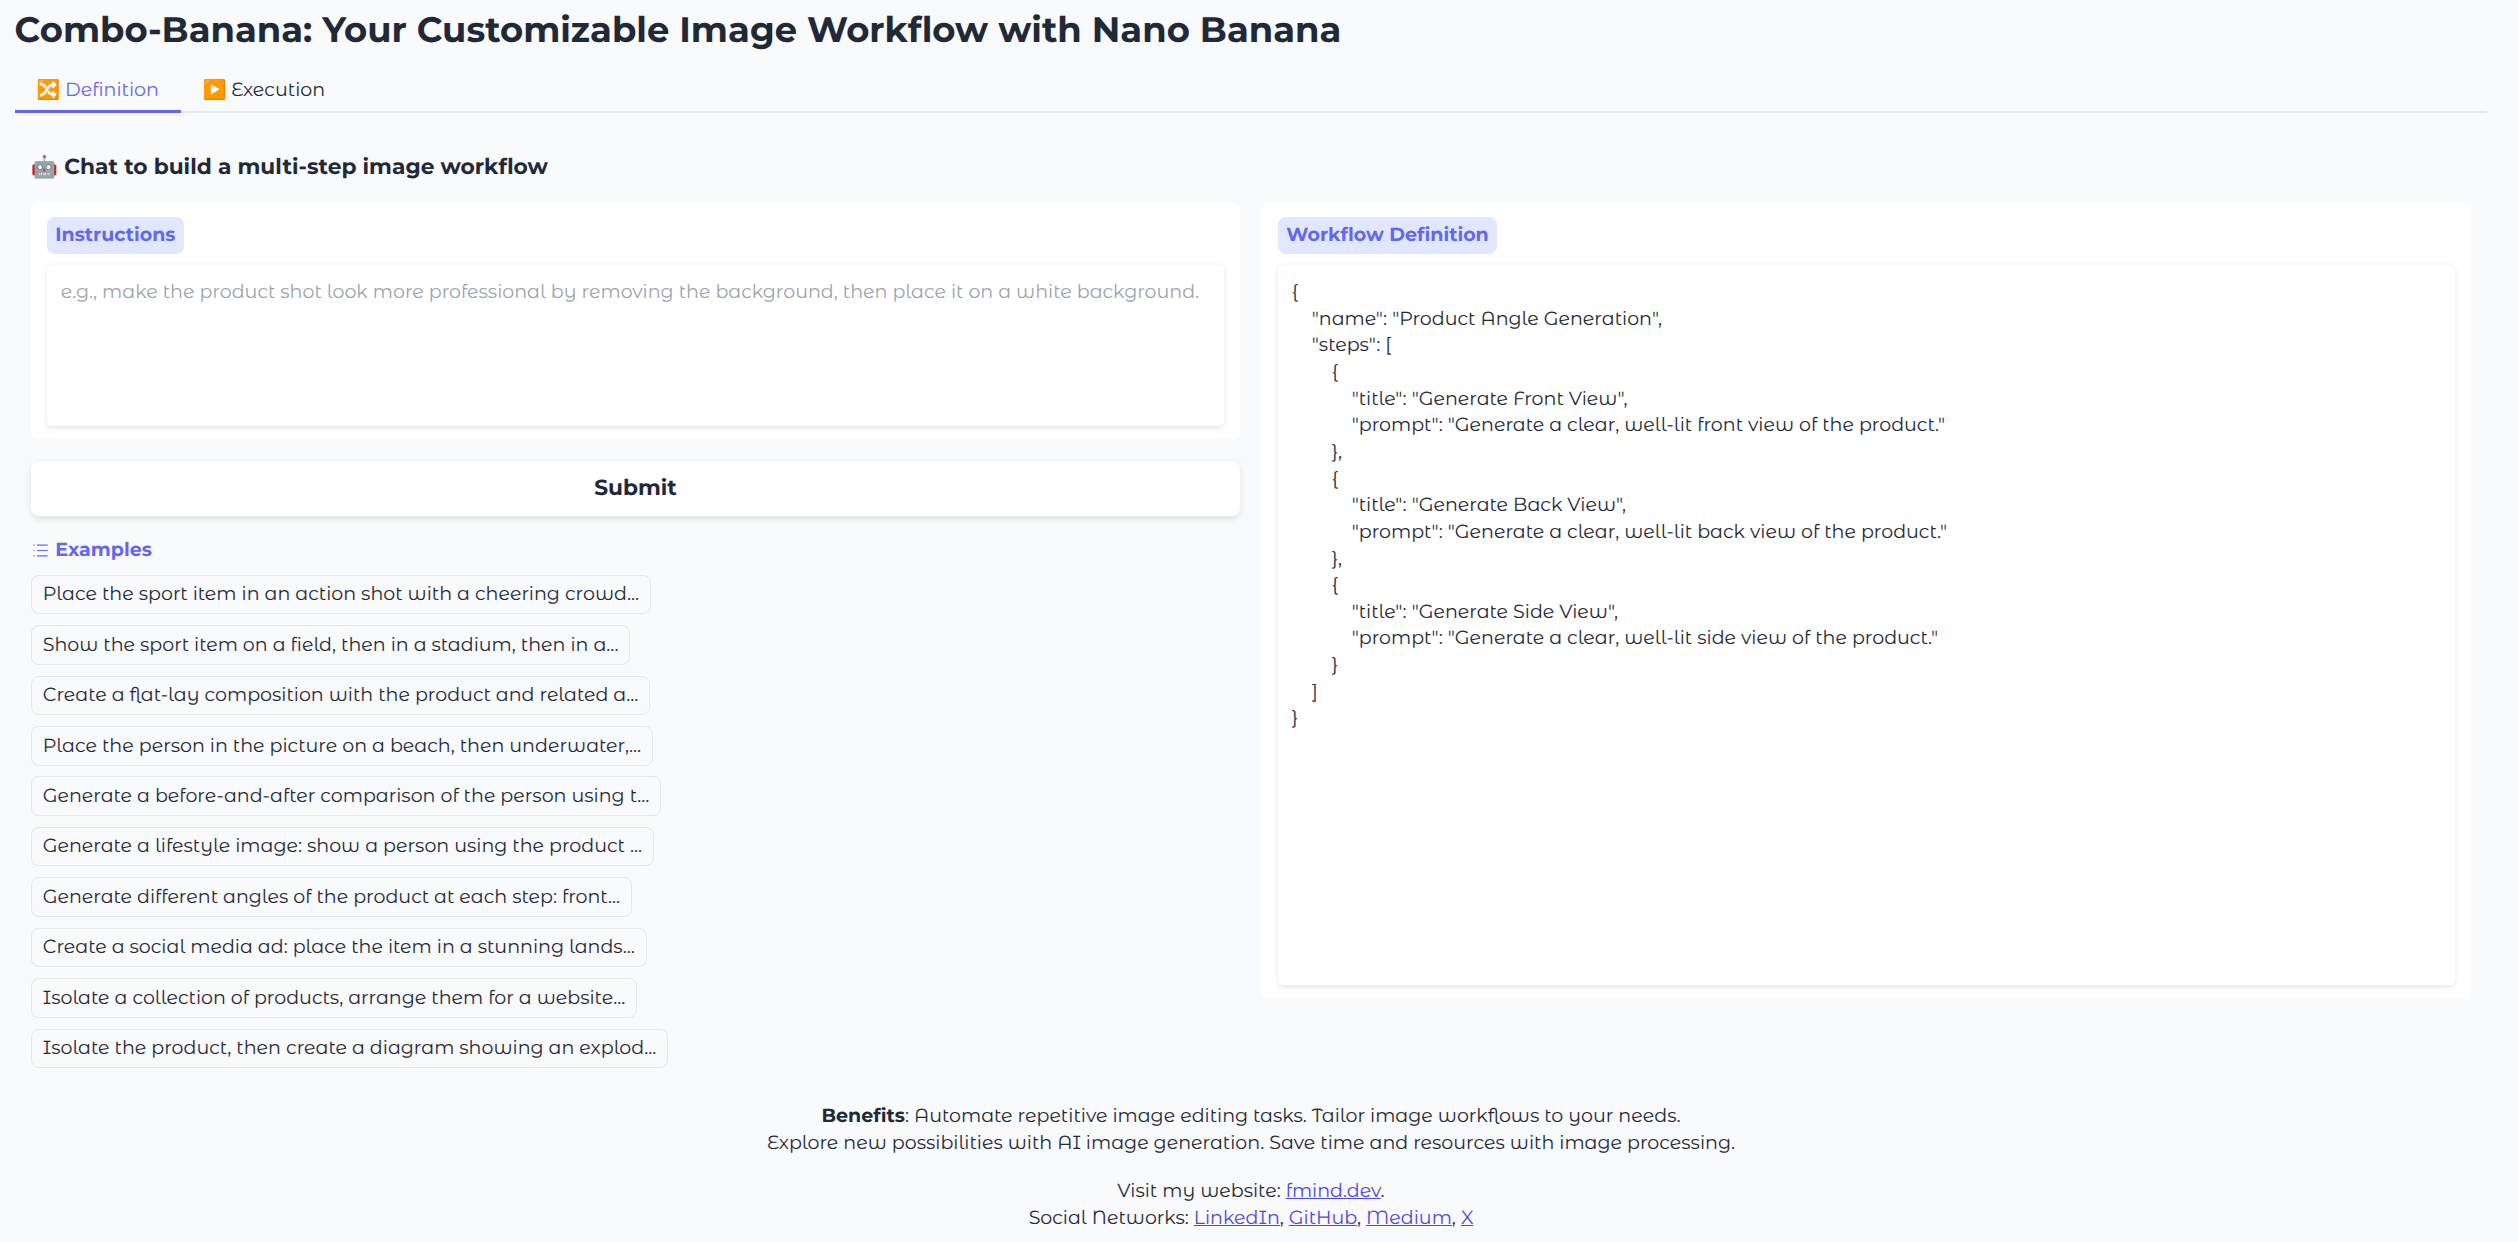 Combo-Banana: Your Customizable Image Workflow with Nano Banana
🔀 Definition
▶️ Execution
🤖 Chat to build a multi-step image workflow
Instructions
e.g., make the product shot look more professional by removing the background, then place it on a white background.
Submit
Examples
Place the sport item in an action shot with a cheering crowd...
Show the sport item on a field, then in a stadium, then in a...
Create a flat-lay composition with the product and related a...
Place the person in the picture on a beach, then underwater,...
Generate a before-and-after comparison of the person using t...
Generate a lifestyle image: show a person using the product ...
Generate different angles of the product at each step: front...
Create a social media ad: place the item in a stunning lands...
Isolate a collection of products, arrange them for a website...
Isolate the product, then create a diagram showing an explod...
Workflow Definition
{
    "name": "Product Angle Generation",
    "steps": [
        {
            "title": "Generate Front View",
            "prompt": "Generate a clear, well-lit front view of the product."
        },
        {
            "title": "Generate Back View",
            "prompt": "Generate a clear, well-lit back view of the product."
        },
        {
            "title": "Generate Side View",
            "prompt": "Generate a clear, well-lit side view of the product."
        }
    ]
}
Benefits: Automate repetitive image editing tasks. Tailor image workflows to your needs.
Explore new possibilities with AI image generation. Save time and resources with image processing.
Visit my website: fmind.dev.
Social Networks: LinkedIn, GitHub, Medium, X